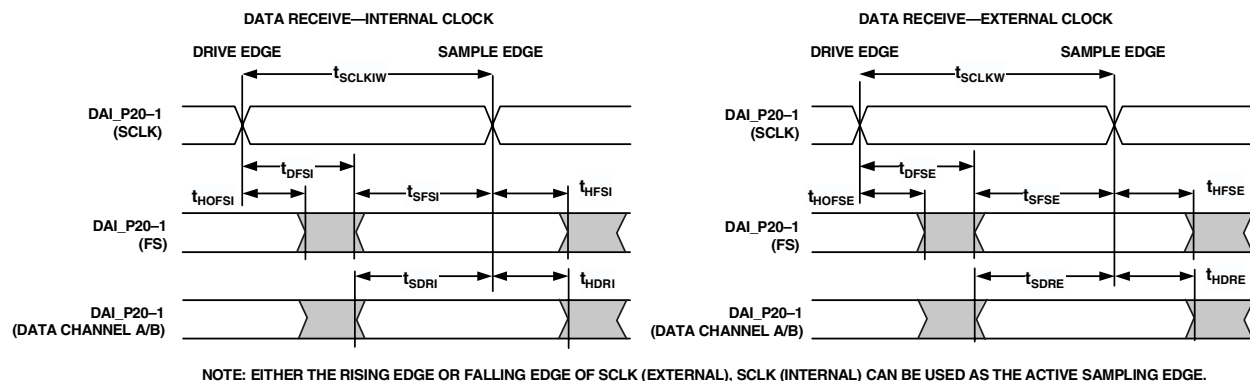 DATA RECEIVE—INTERNAL CLOCK
DRIVE EDGE
SAMPLE EDGE
tSCLKIW
DAI_P20–1
(SCLK)
tDFSI
tHOFSI
tSFSI
tHFSI
DAI_P20–1
(FS)
tSDRI
tHDRI
DAI_P20–1
(DATA CHANNEL A/B)
DATA RECEIVE—EXTERNAL CLOCK
DRIVE EDGE
SAMPLE EDGE
tSCLKW
DAI_P20–1
(SCLK)
tDFSE
tHOFSE
tSFSE
tHFSE
DAI_P20–1
(FS)
tSDRE
tHDRE
DAI_P20–1
(DATA CHANNEL A/B)
NOTE: EITHER THE RISING EDGE OR FALLING EDGE OF SCLK (EXTERNAL), SCLK (INTERNAL) CAN BE USED AS THE ACTIVE SAMPLING EDGE.